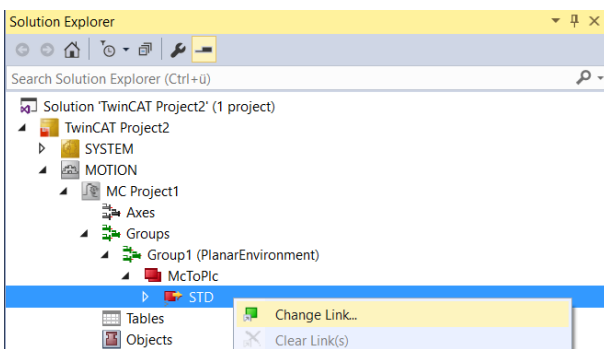 Solution Explorer
Search Solution Explorer (Ctrl+ü)
Solution 'TwinCAT Project2' (1 project)
TwinCAT Project2
SYSTEM
MOTION
MC Project1
Axes
Groups
Group1 (PlanarEnvironment)
McToPlc
STD
Change Link...
Tables
Objects
Clear Link(s)